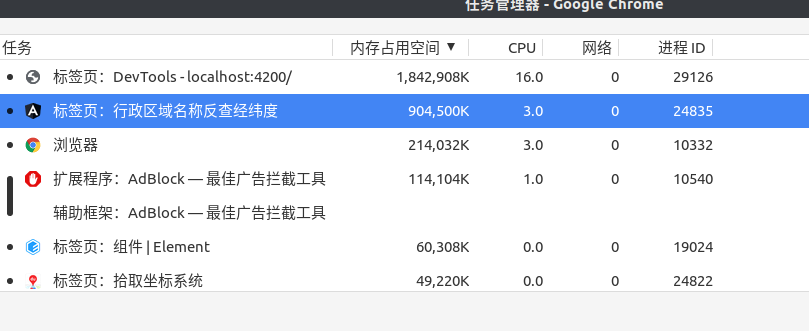 任务管理器 - Google Chrome
任务 内存占用空间 ▼ CPU 网络 进程 ID
标签页：DevTools - localhost:4200/ 1,842,908K 16.0 0 29126
标签页：行政区域名称反查经纬度 904,500K 3.0 0 24835
浏览器 214,032K 3.0 0 10332
扩展程序：AdBlock — 最佳广告拦截工具 114,104K 1.0 0 10540
辅助框架：AdBlock — 最佳广告拦截工具
标签页：组件 | Element 60,308K 0.0 0 19024
标签页：拾取坐标系统 49,220K 0.0 0 24822